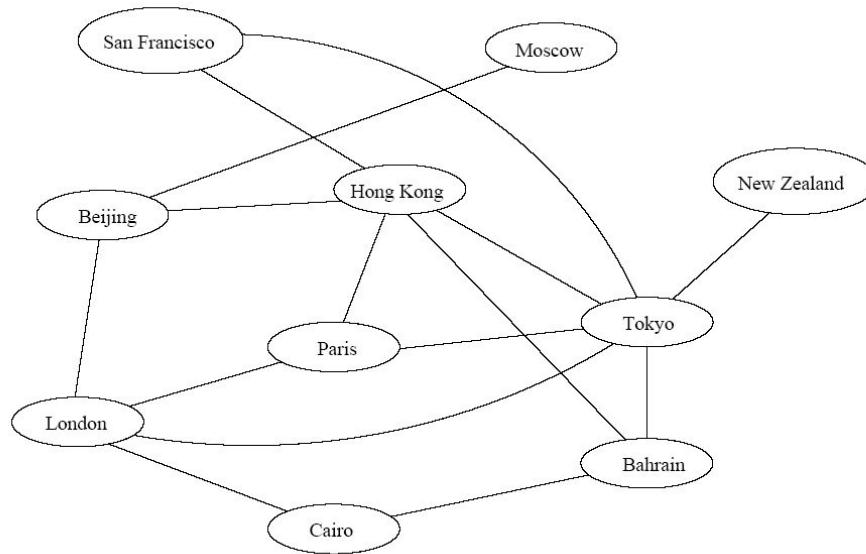 San Francisco
Moscow
Hong Kong
New Zealand
Beijing
Tokyo
Paris
London
Bahrain
Cairo